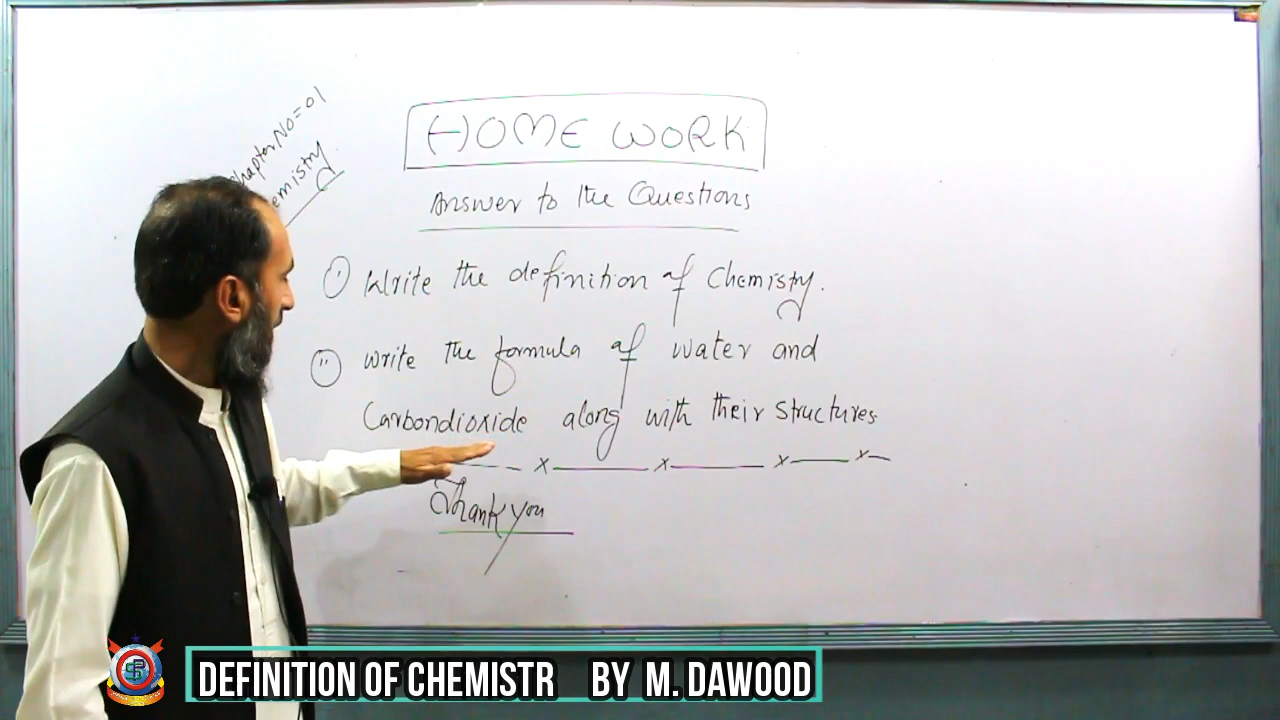 Chapter No = 01
Chemistry
HOME WORK
Answer to the Questions
i) Write the definition of Chemistry.
ii) Write the formula of water and
Carbondioxide along with their structures
Thank you
DEFINITION OF CHEMISTR BY M. DAWOOD